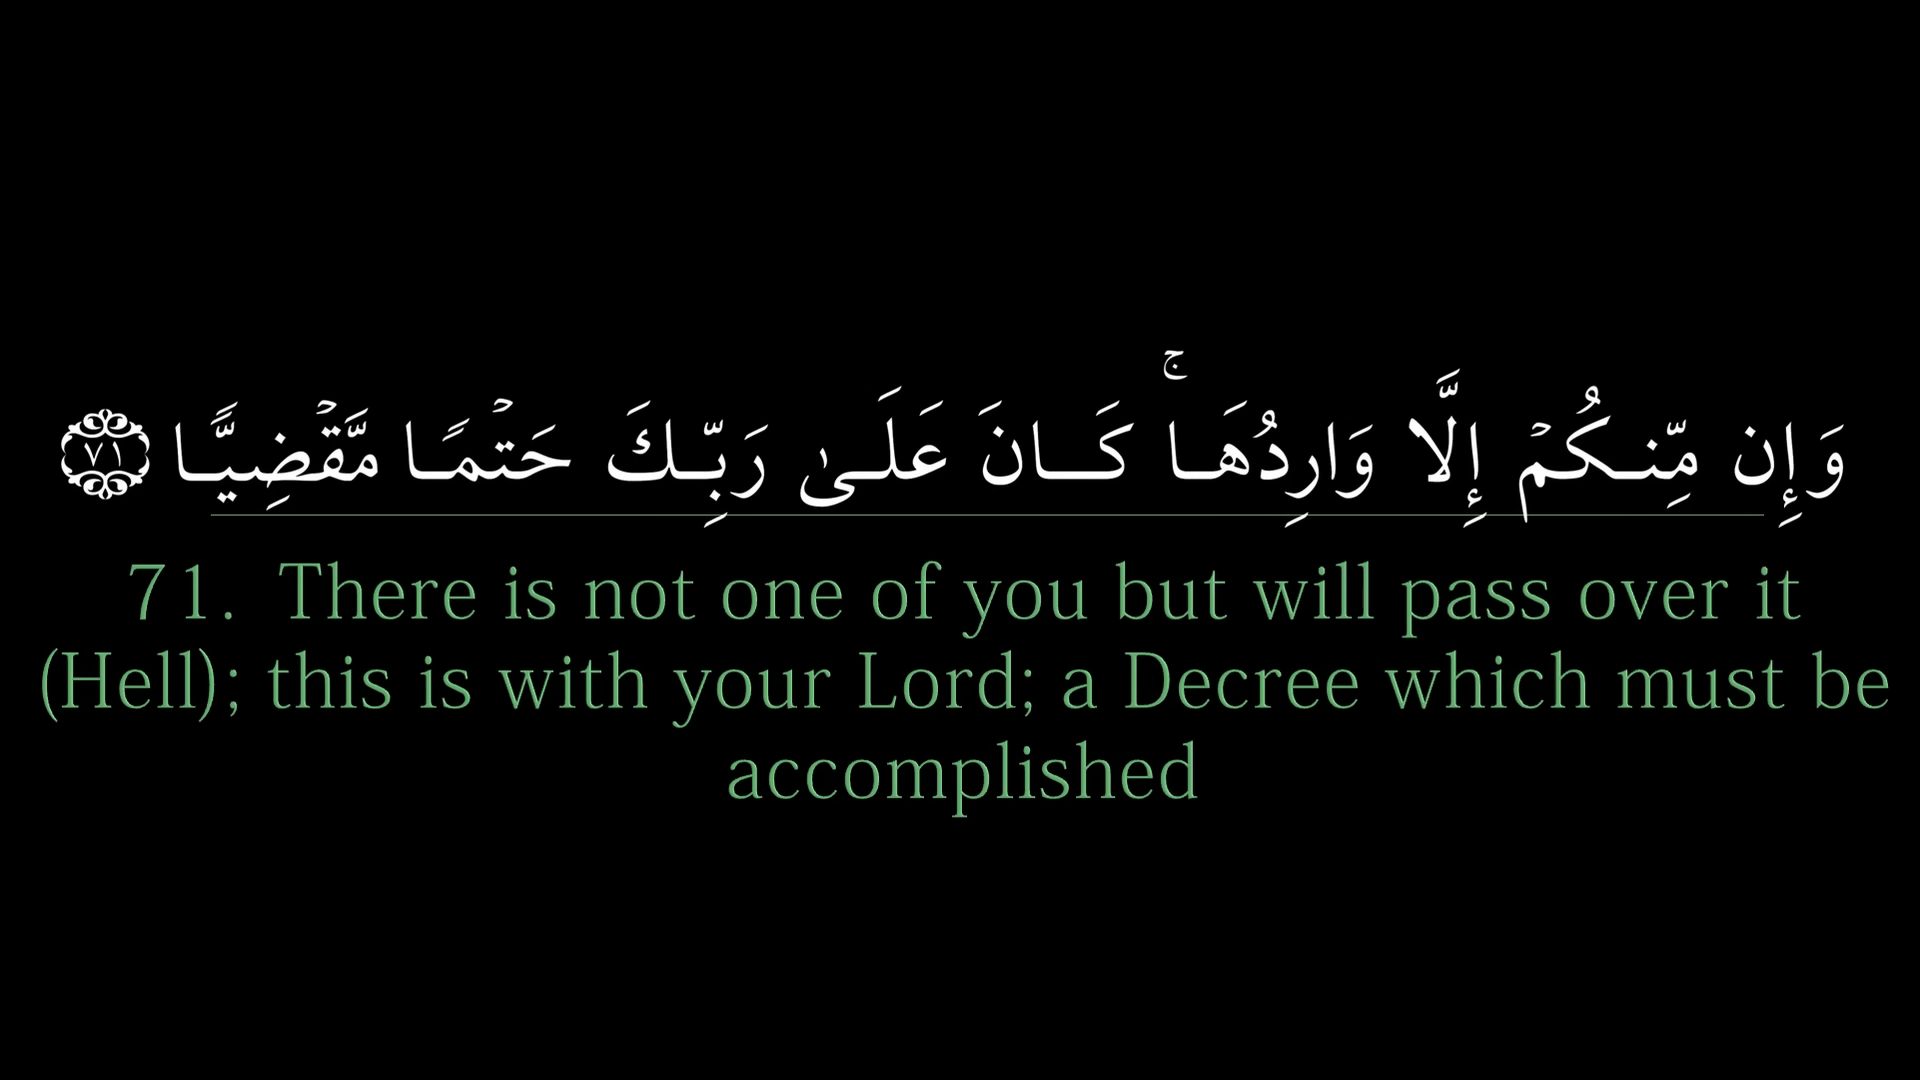 وَإِن مِّنكُمْ إِلَّا وَارِدُهَا ۚ كَانَ عَلَىٰ رَبِّكَ حَتْمًا مَّقْضِيًّا ٧١
71. There is not one of you but will pass over it
(Hell); this is with your Lord; a Decree which must be
accomplished